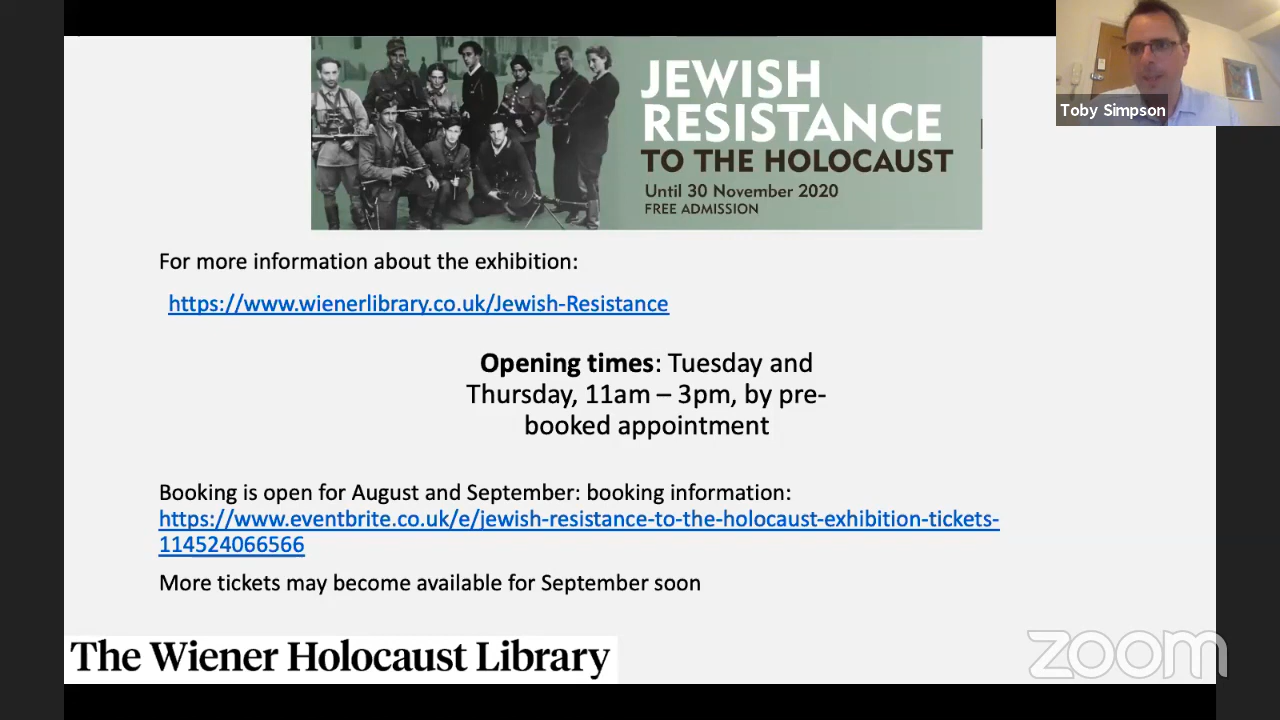 Toby Simpson
JEWISH
RESISTANCE
TO THE HOLOCAUST
Until 30 November 2020
FREE ADMISSION
For more information about the exhibition:
https://www.wienerlibrary.co.uk/Jewish-Resistance
Opening times: Tuesday and
Thursday, 11am – 3pm, by pre-
booked appointment
Booking is open for August and September: booking information:
https://www.eventbrite.co.uk/e/jewish-resistance-to-the-holocaust-exhibition-tickets-
114524066566
More tickets may become available for September soon
The Wiener Holocaust Library
zoom